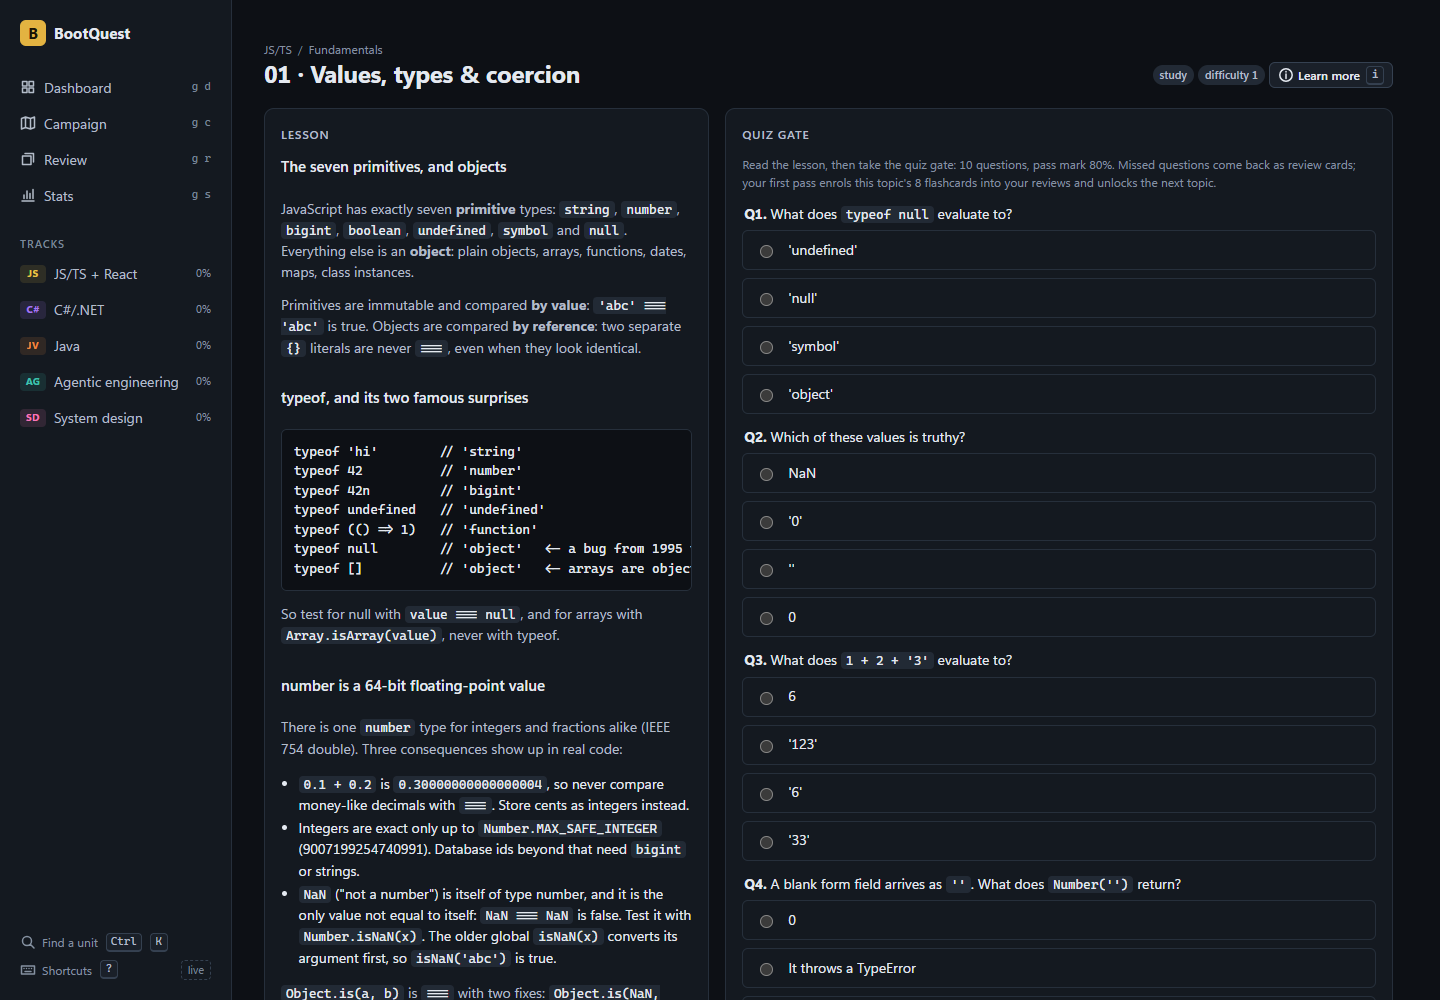 B BootQuest
Dashboard g d
Campaign g c
Review g r
Stats g s
TRACKS
JS JS/TS + React 0%
C# C#/.NET 0%
JV Java 0%
AG Agentic engineering 0%
SD System design 0%
Find a unit Ctrl K
Shortcuts ? live
JS/TS / Fundamentals
01 · Values, types & coercion
study difficulty 1 Learn more i
LESSON
The seven primitives, and objects
JavaScript has exactly seven primitive types: string, number,
bigint, boolean, undefined, symbol and null.
Everything else is an object: plain objects, arrays, functions, dates,
maps, class instances.
Primitives are immutable and compared by value: 'abc' ===
'abc' is true. Objects are compared by reference: two separate
{} literals are never ===, even when they look identical.
typeof, and its two famous surprises
typeof 'hi' // 'string'
typeof 42 // 'number'
typeof 42n // 'bigint'
typeof undefined // 'undefined'
typeof (() => 1) // 'function'
typeof null // 'object' <- a bug from 1995
typeof [] // 'object' <- arrays are objec
So test for null with value === null, and for arrays with
Array.isArray(value), never with typeof.
number is a 64-bit floating-point value
There is one number type for integers and fractions alike (IEEE
754 double). Three consequences show up in real code:
• 0.1 + 0.2 is 0.30000000000000004, so never compare
money-like decimals with ===. Store cents as integers instead.
• Integers are exact only up to Number.MAX_SAFE_INTEGER
(9007199254740991). Database ids beyond that need bigint
or strings.
• NaN ("not a number") is itself of type number, and it is the
only value not equal to itself: NaN === NaN is false. Test it with
Number.isNaN(x). The older global isNaN(x) converts its
argument first, so isNaN('abc') is true.
Object.is(a, b) is === with two fixes: Object.is(NaN,
QUIZ GATE
Read the lesson, then take the quiz gate: 10 questions, pass mark 80%. Missed questions come back as review cards;
your first pass enrols this topic's 8 flashcards into your reviews and unlocks the next topic.
Q1. What does typeof null evaluate to?
'undefined'
'null'
'symbol'
'object'
Q2. Which of these values is truthy?
NaN
'0'
''
0
Q3. What does 1 + 2 + '3' evaluate to?
6
'123'
'6'
'33'
Q4. A blank form field arrives as ''. What does Number('') return?
0
It throws a TypeError